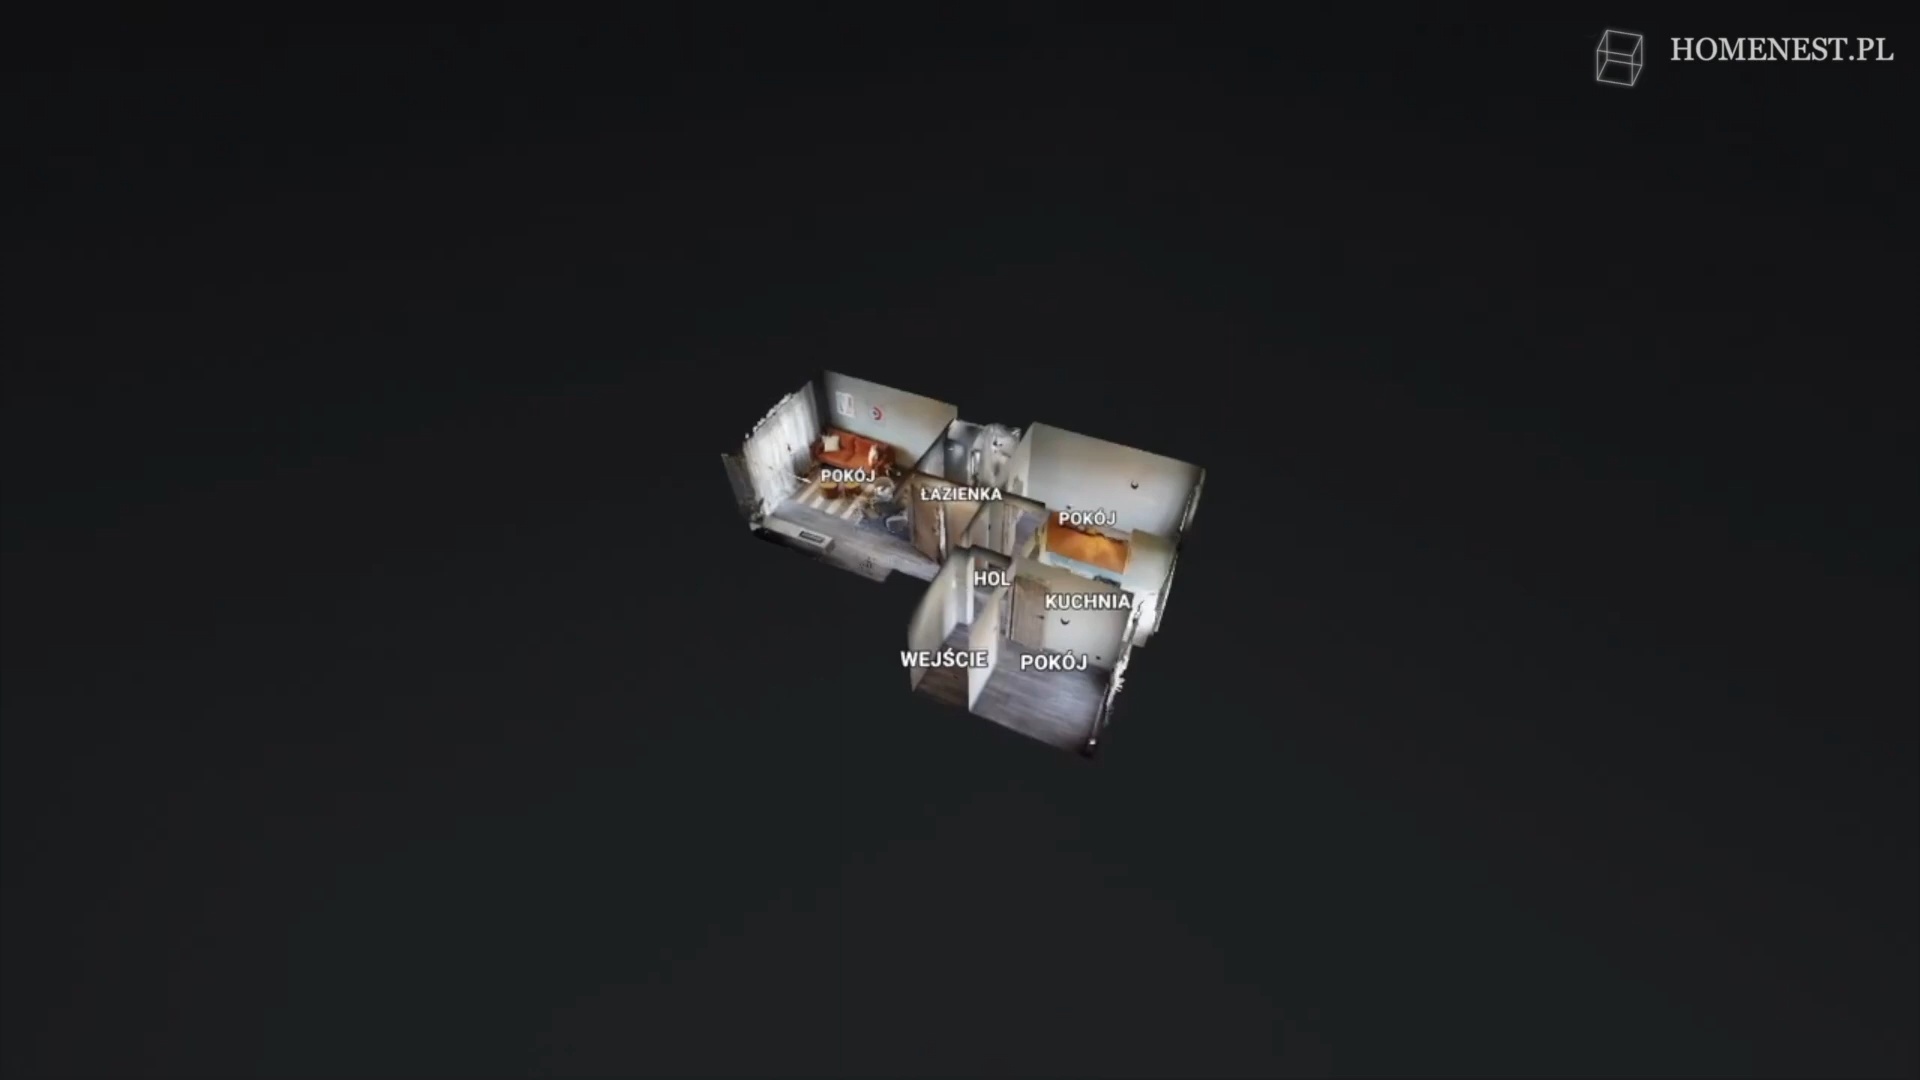 HOMENEST.PL
POKÓJ
ŁAZIENKA
POKÓJ
HOL
KUCHNIA
WEJŚCIE
POKÓJ